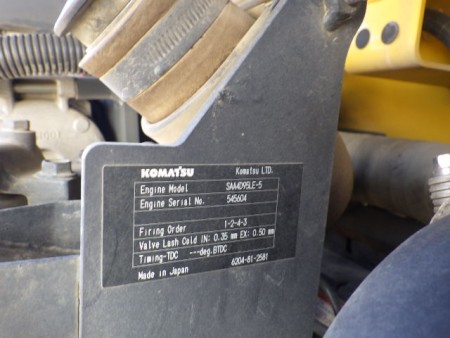 KOMATSU Komatsu LTD.
Engine Model SAA4D95LE-5
Engine Serial No. 545604
Firing Order 1-2-4-3
Valve Lash Cold IN: 0.35 mm EX: 0.50 mm
Timing-TDC ---deg.BTDC
Made in Japan 6204-81-2581